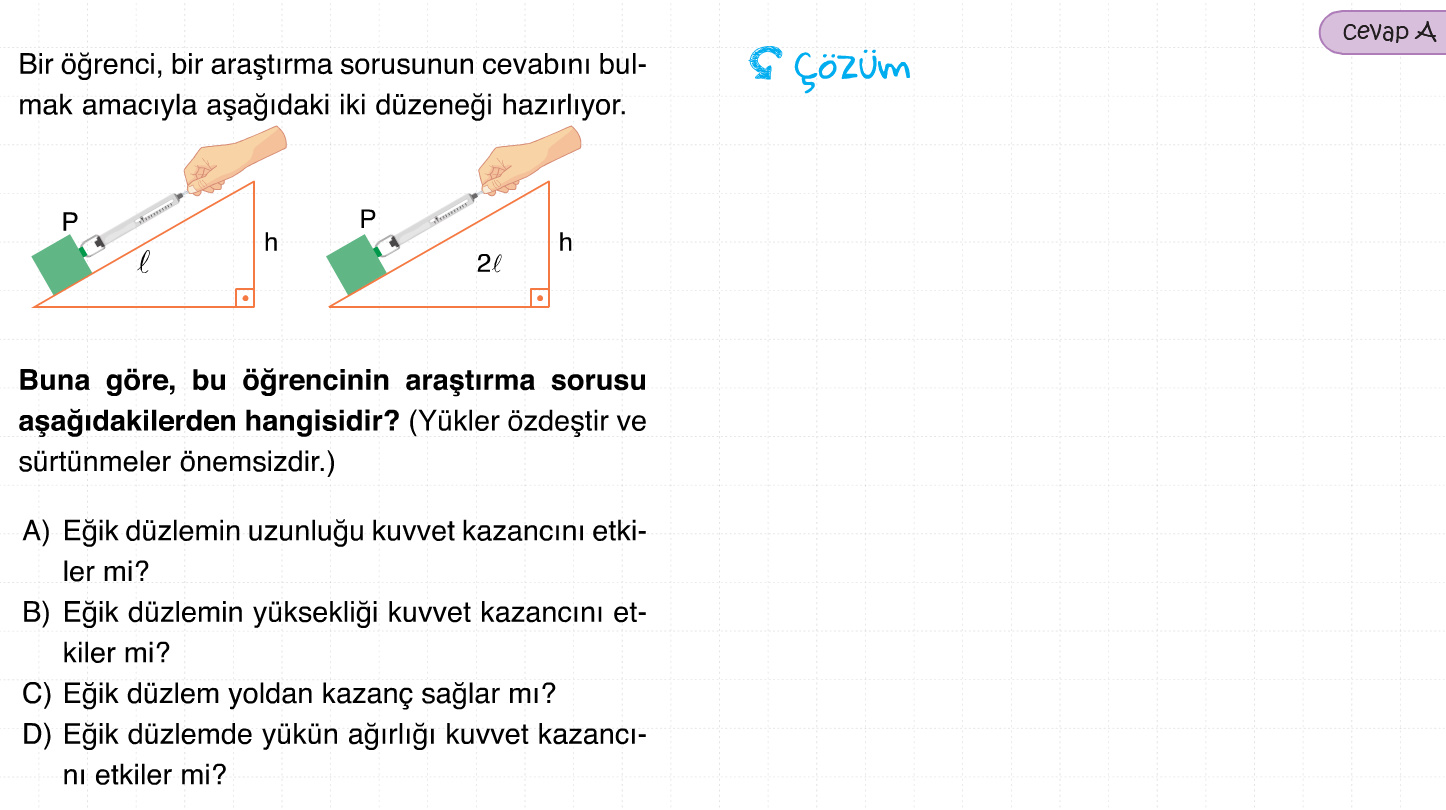 Bir öğrenci, bir araştırma sorusunun cevabını bul-
mak amacıyla aşağıdaki iki düzeneği hazırlıyor.
P
ℓ
h
P
2ℓ
h
Buna göre, bu öğrencinin araştırma sorusu
aşağıdakilerden hangisidir? (Yükler özdeştir ve
sürtünmeler önemsizdir.)
A) Eğik düzlemin uzunluğu kuvvet kazancını etki-
ler mi?
B) Eğik düzlemin yüksekliği kuvvet kazancını et-
kiler mi?
C) Eğik düzlem yoldan kazanç sağlar mı?
D) Eğik düzlemde yükün ağırlığı kuvvet kazancı-
nı etkiler mi?
Çözüm
cevap A